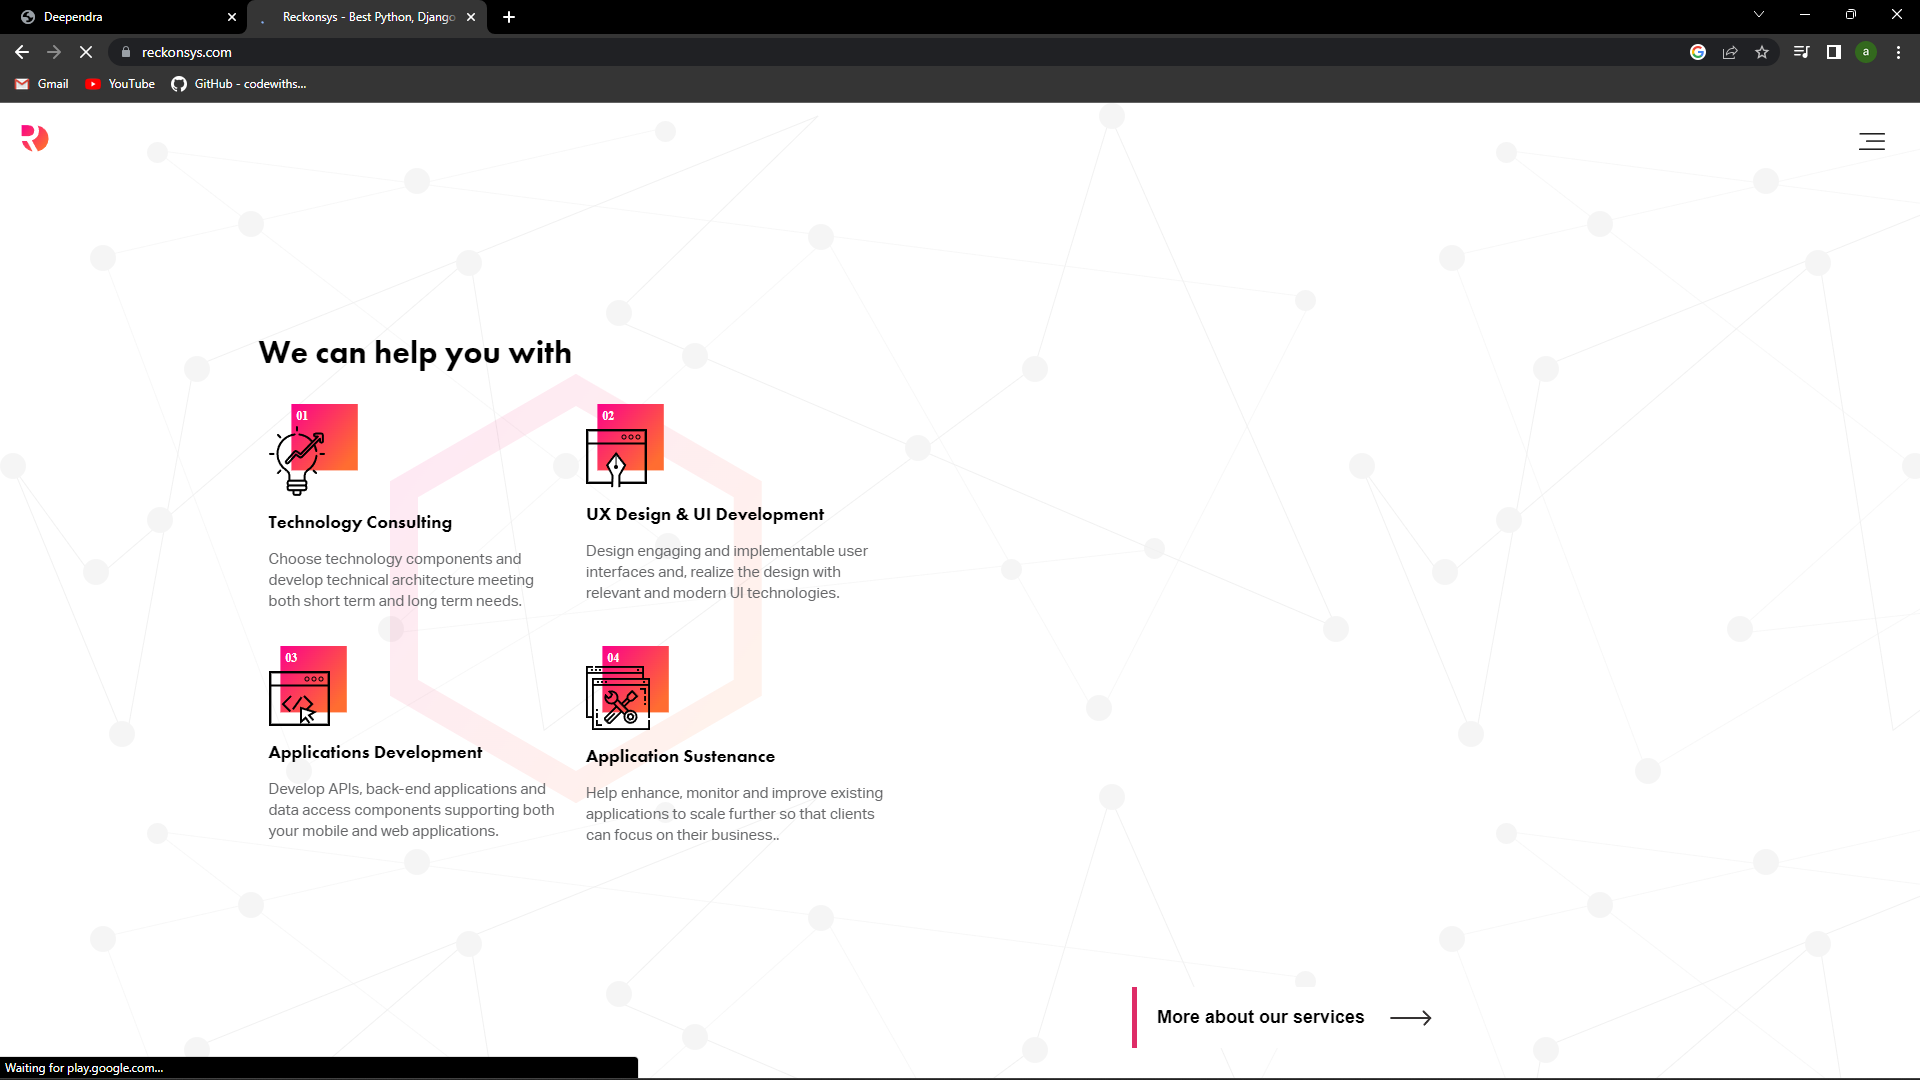 Deependra
Reckonsys - Best Python, Django
reckonsys.com
a
Gmail
YouTube
GitHub - codewiths...
We can help you with
01
Technology Consulting
Choose technology components and
develop technical architecture meeting
both short term and long term needs.
02
UX Design & UI Development
Design engaging and implementable user
interfaces and, realize the design with
relevant and modern UI technologies.
03
Applications Development
Develop APIs, back-end applications and
data access components supporting both
your mobile and web applications.
04
Application Sustenance
Help enhance, monitor and improve existing
applications to scale further so that clients
can focus on their business..
More about our services
Waiting for play.google.com...